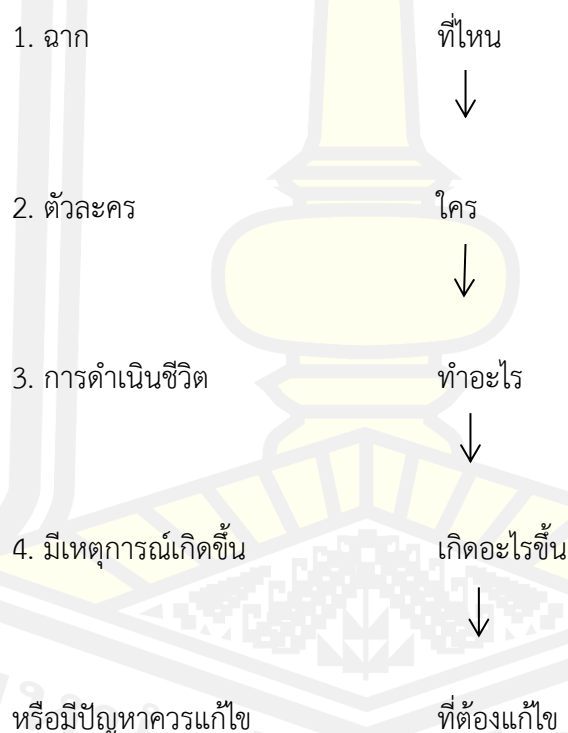 1. ฉาก ที่ไหน
2. ตัวละคร ใคร
3. การดำเนินชีวิต ทำอะไร
4. มีเหตุการณ์เกิดขึ้น เกิดอะไรขึ้น
หรือมีปัญหาควรแก้ไข ที่ต้องแก้ไข